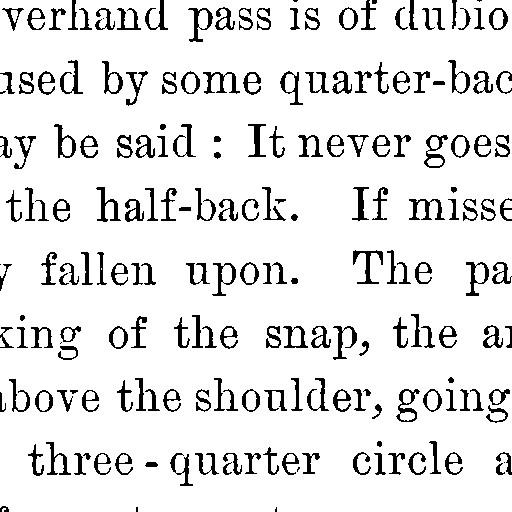 verhand pass is of dubio
used by some quarter-bac
ay be said : It never goes
the half-back. If misse
y fallen upon. The pa
king of the snap, the ar
above the shoulder, going
three-quarter circle a